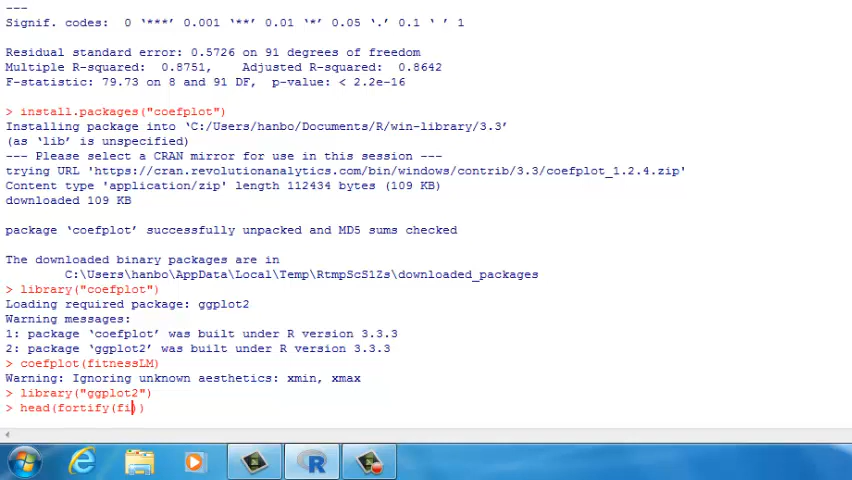 ---
Signif. codes:  0 ‘***’ 0.001 ‘**’ 0.01 ‘*’ 0.05 ‘.’ 0.1 ‘ ’ 1
Residual standard error: 0.5726 on 91 degrees of freedom
Multiple R-squared:  0.8751,    Adjusted R-squared:  0.8642
F-statistic: 79.73 on 8 and 91 DF,  p-value: < 2.2e-16
> install.packages("coefplot")
Installing package into ‘C:/Users/hanbo/Documents/R/win-library/3.3’
(as ‘lib’ is unspecified)
--- Please select a CRAN mirror for use in this session ---
trying URL 'https://cran.revolutionanalytics.com/bin/windows/contrib/3.3/coefplot_1.2.4.zip'
Content type 'application/zip' length 112434 bytes (109 KB)
downloaded 109 KB
package ‘coefplot’ successfully unpacked and MD5 sums checked
The downloaded binary packages are in
C:\Users\hanbo\AppData\Local\Temp\RtmpScS1Zs\downloaded_packages
> library("coefplot")
Loading required package: ggplot2
Warning messages:
1: package ‘coefplot’ was built under R version 3.3.3
2: package ‘ggplot2’ was built under R version 3.3.3
> coefplot(fitnessLM)
Warning: Ignoring unknown aesthetics: xmin, xmax
> library("ggplot2")
> head(fortify(fi))